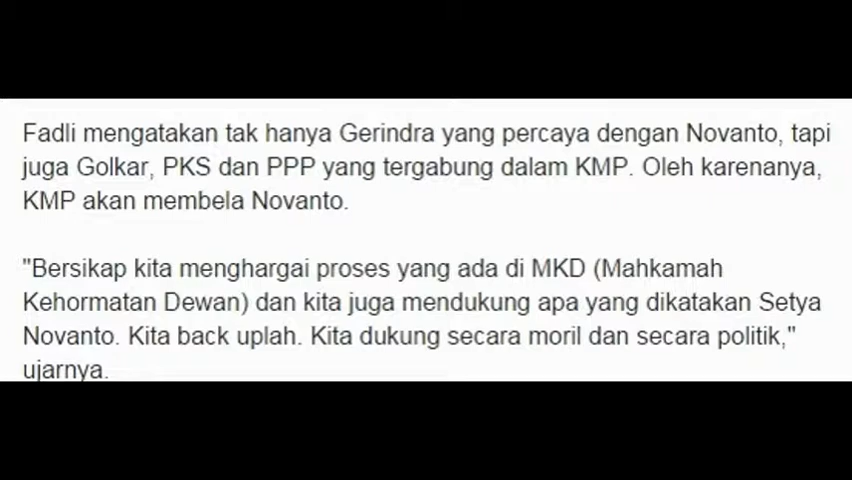 Fadli mengatakan tak hanya Gerindra yang percaya dengan Novanto, tapi
juga Golkar, PKS dan PPP yang tergabung dalam KMP. Oleh karenanya,
KMP akan membela Novanto.
"Bersikap kita menghargai proses yang ada di MKD (Mahkamah
Kehormatan Dewan) dan kita juga mendukung apa yang dikatakan Setya
Novanto. Kita back uplah. Kita dukung secara moril dan secara politik,"
ujarnya.